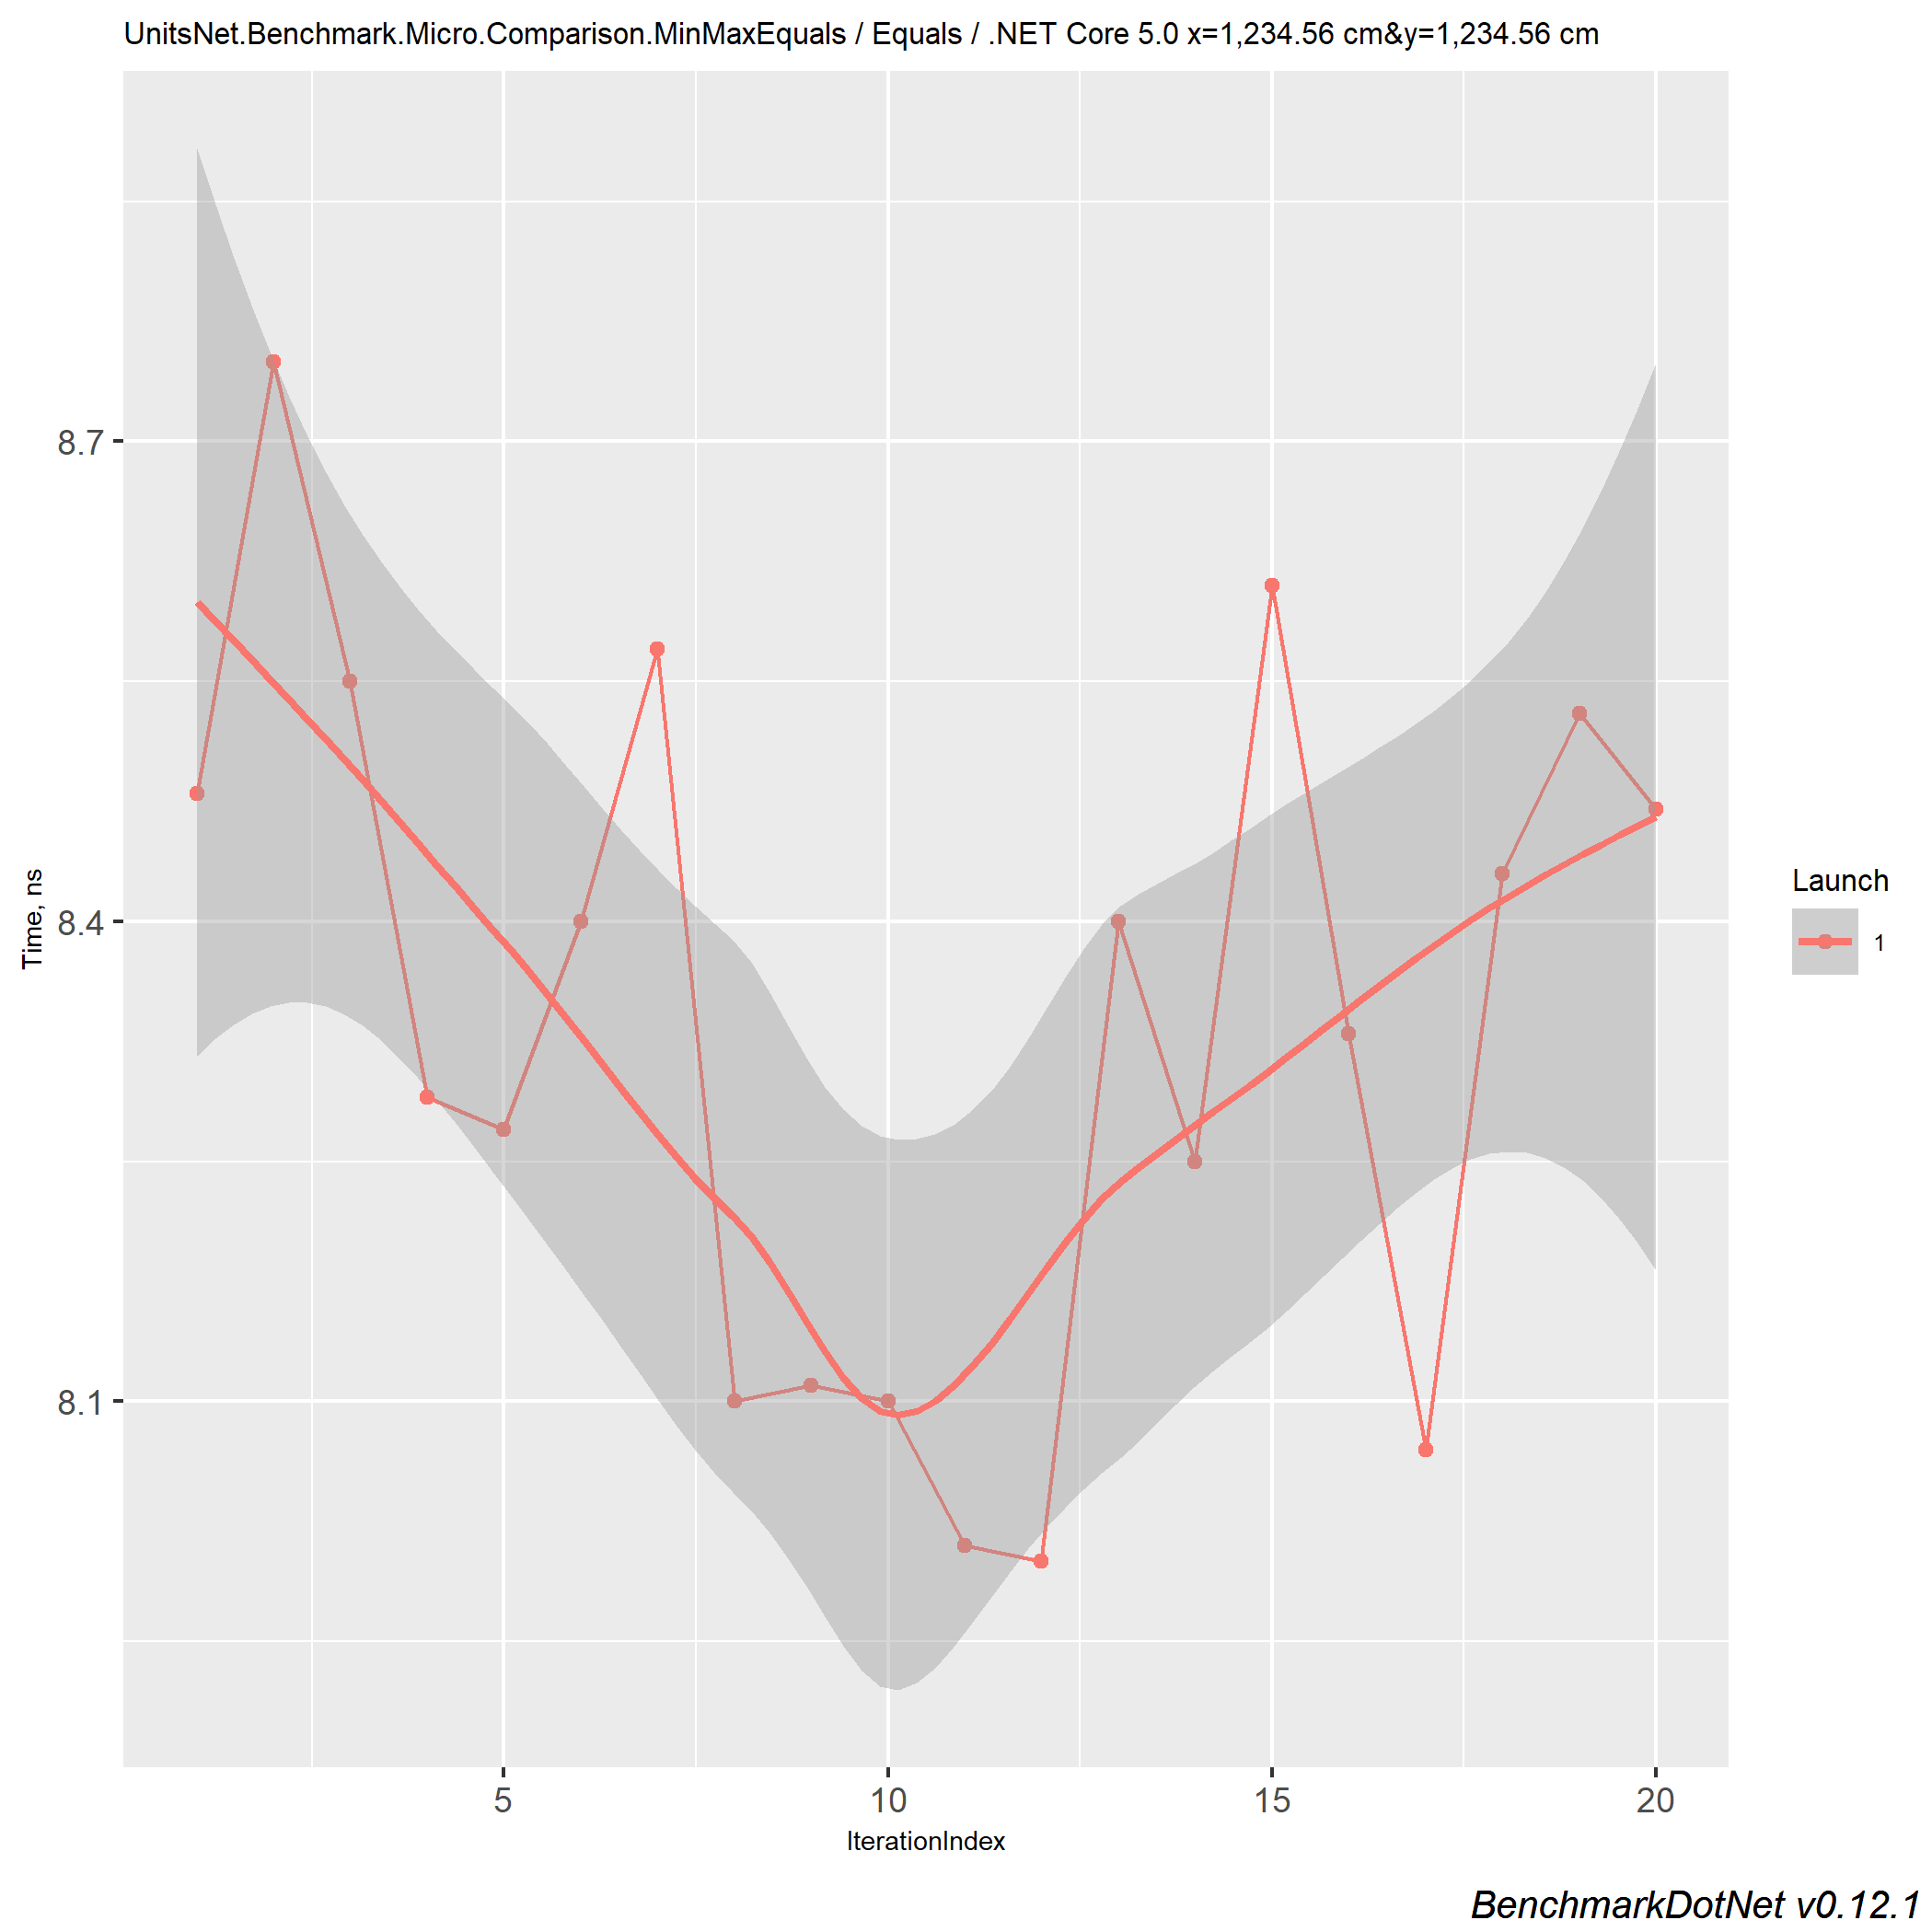 UnitsNet.Benchmark.Micro.Comparison.MinMaxEquals / Equals / .NET Core 5.0 x=1,234.56 cm&y=1,234.56 cm
8.7
8.4
8.1
Time, ns
5
10
15
20
IterationIndex
Launch
1
BenchmarkDotNet v0.12.1